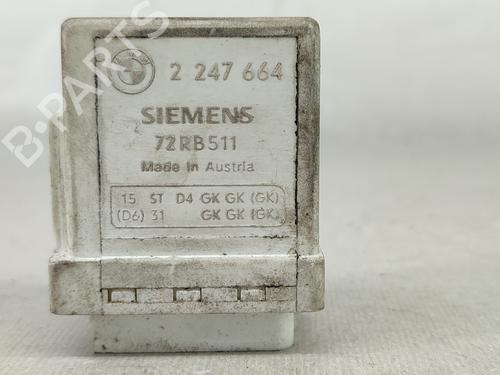 2 247 664
SIEMENS
72RB511
Made In Austria
15 ST D4 GK GK (GK)
(D6) 31 GK GK (GK)
B-PARTS